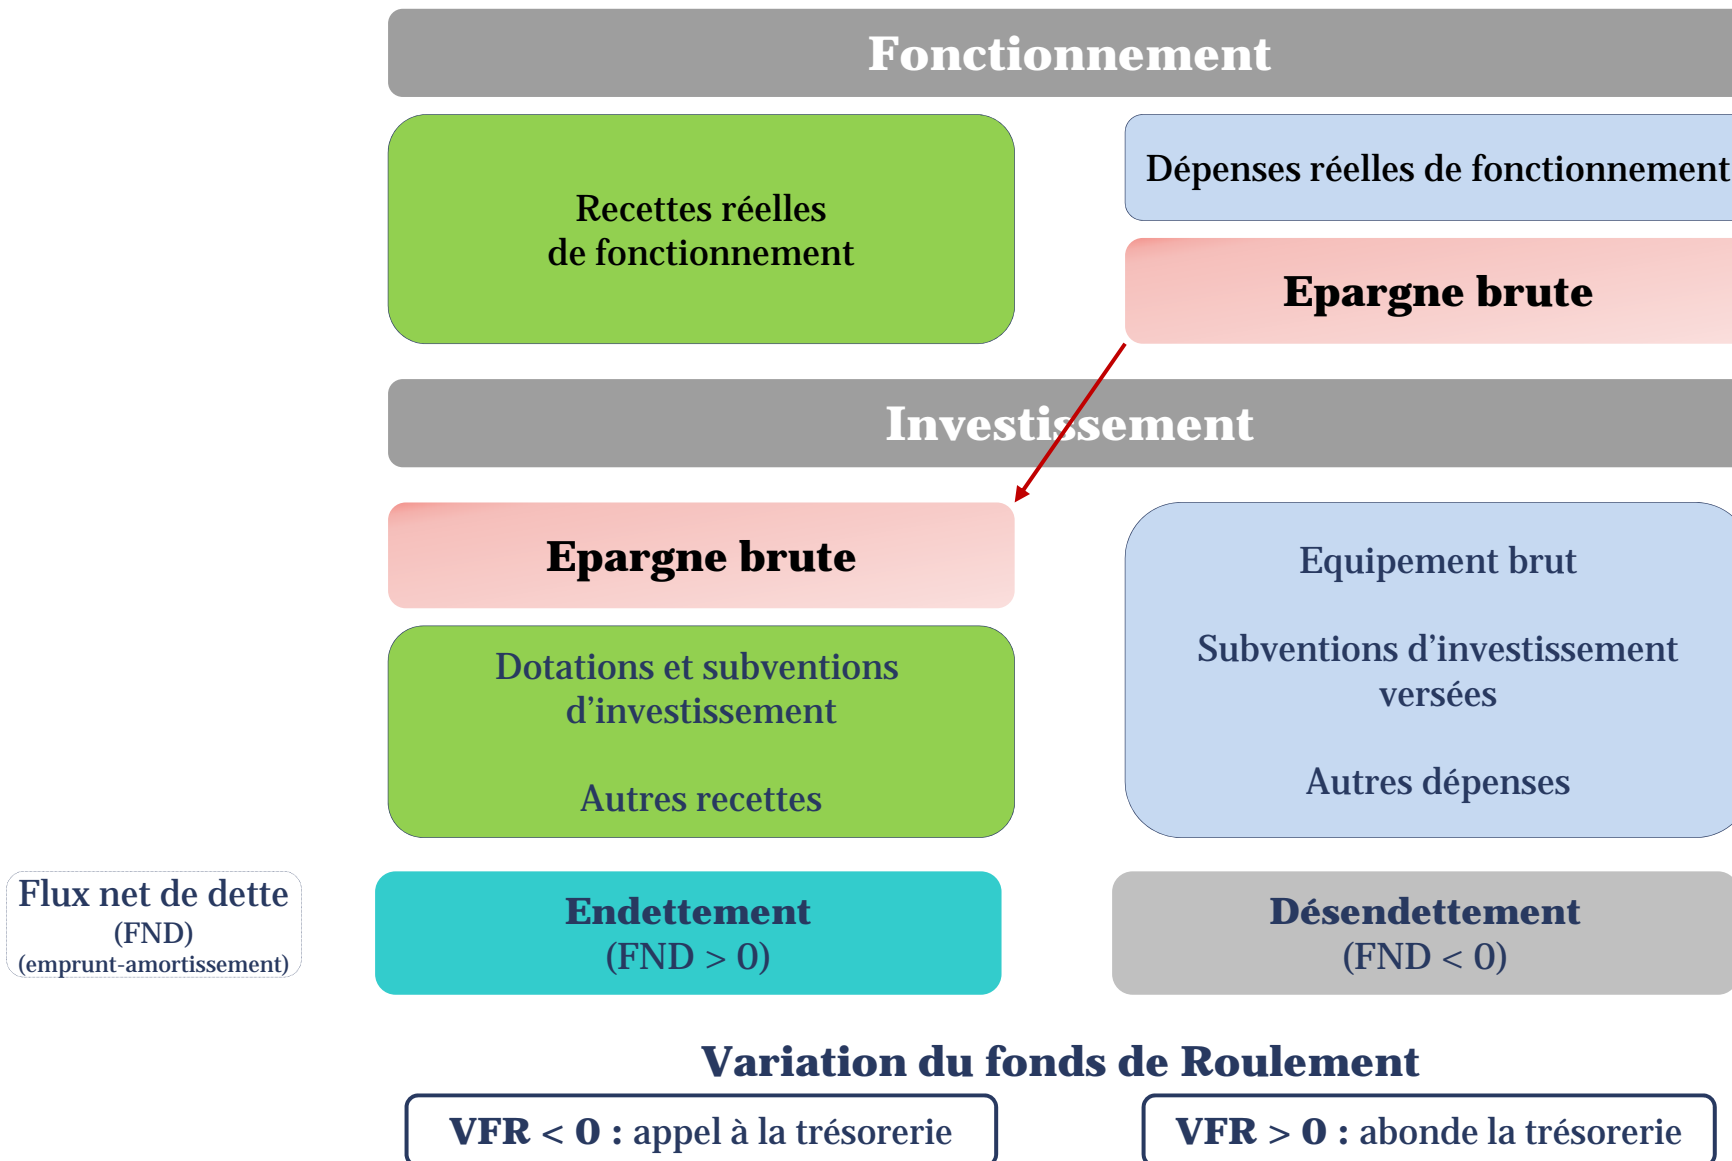 Fonctionnement
Recettes réelles
de fonctionnement
Dépenses réelles de fonctionnement
Epargne brute
Investissement
Epargne brute
Dotations et subventions
d’investissement
Autres recettes
Equipement brut
Subventions d’investissement
versées
Autres dépenses
Flux net de dette
(FND)
(emprunt-amortissement)
Endettement
(FND > 0)
Désendettement
(FND < 0)
Variation du fonds de Roulement
VFR < 0 : appel à la trésorerie
VFR > 0 : abonde la trésorerie